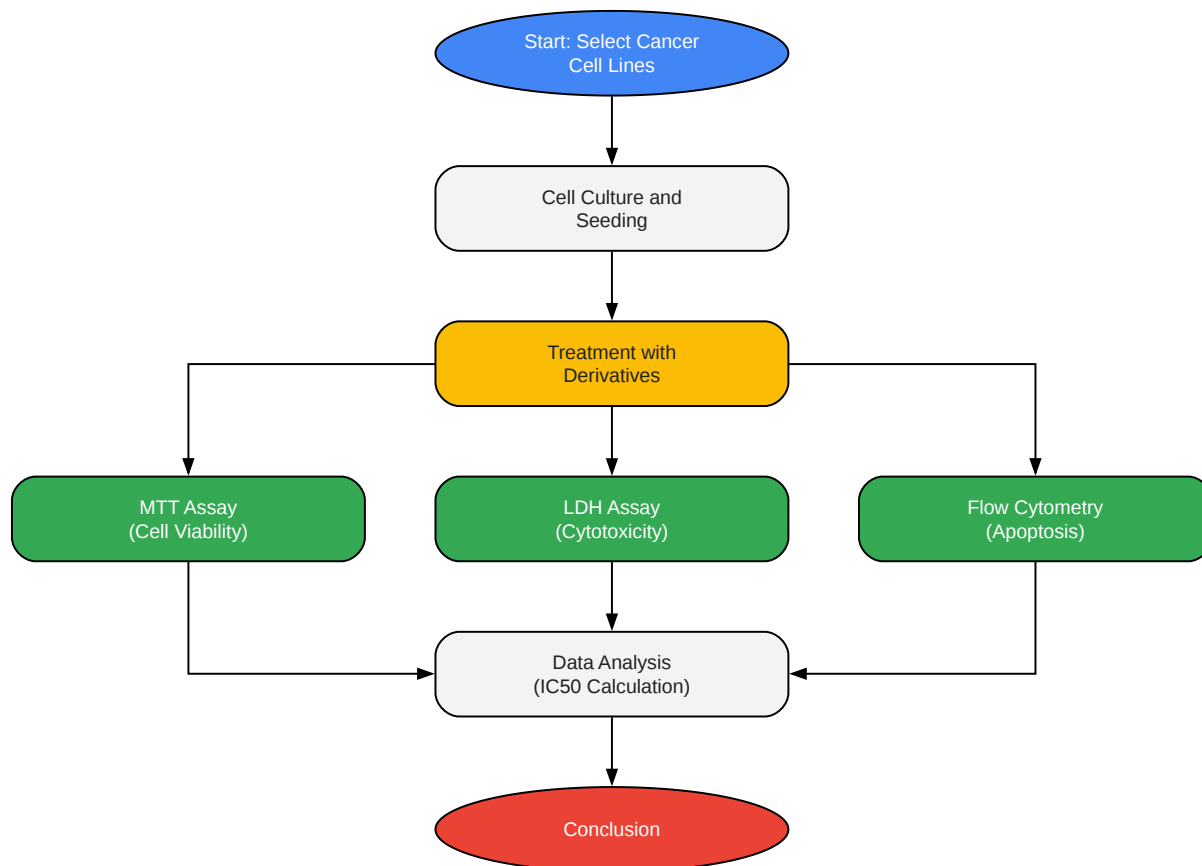 Start: Select Cancer
Cell Lines
Cell Culture and
Seeding
Treatment with
Derivatives
MTT Assay
(Cell Viability)
LDH Assay
(Cytotoxicity)
Flow Cytometry
(Apoptosis)
Data Analysis
(IC50 Calculation)
Conclusion